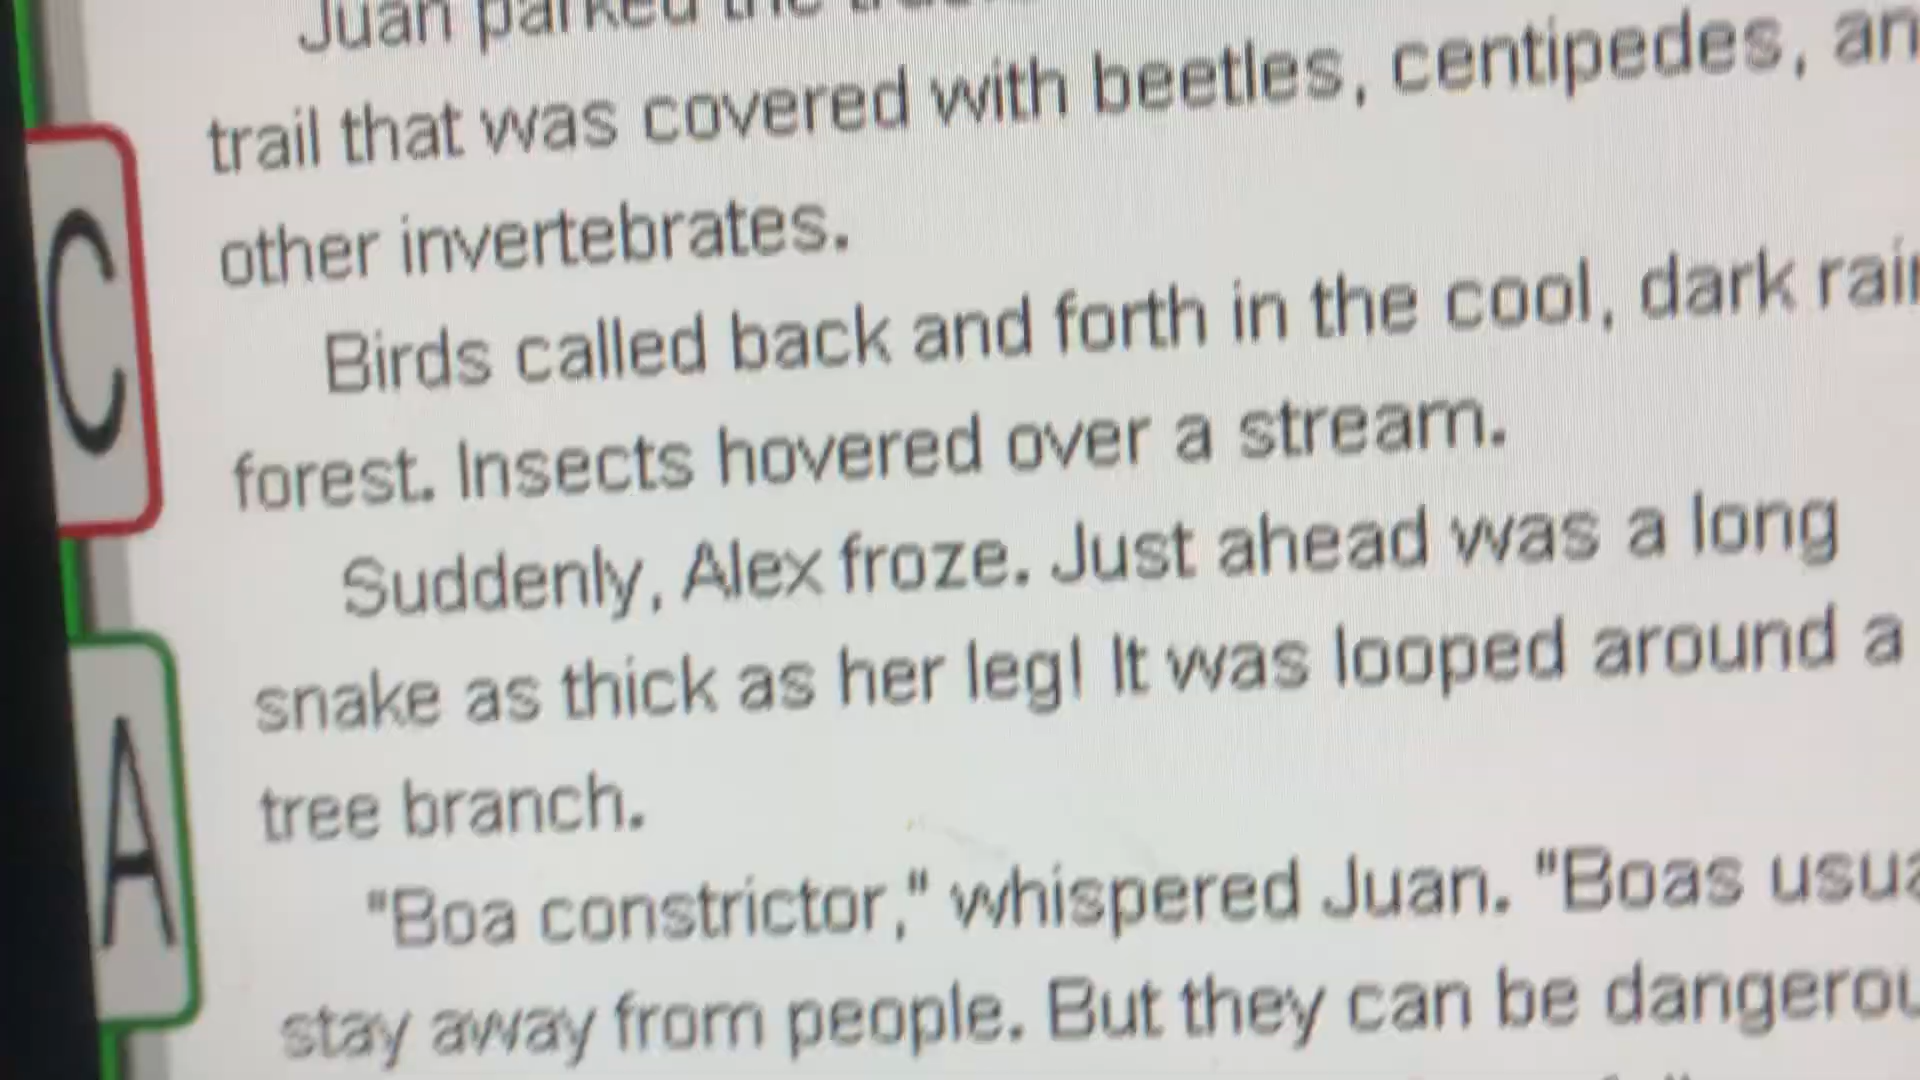 Juan parked the
trail that was covered with beetles, centipedes, an
other invertebrates.
Birds called back and forth in the cool, dark rain
forest. Insects hovered over a stream.
Suddenly, Alex froze. Just ahead was a long
snake as thick as her leg! It was looped around a
tree branch.
"Boa constrictor," whispered Juan. "Boas usua
stay away from people. But they can be dangerou
C
A